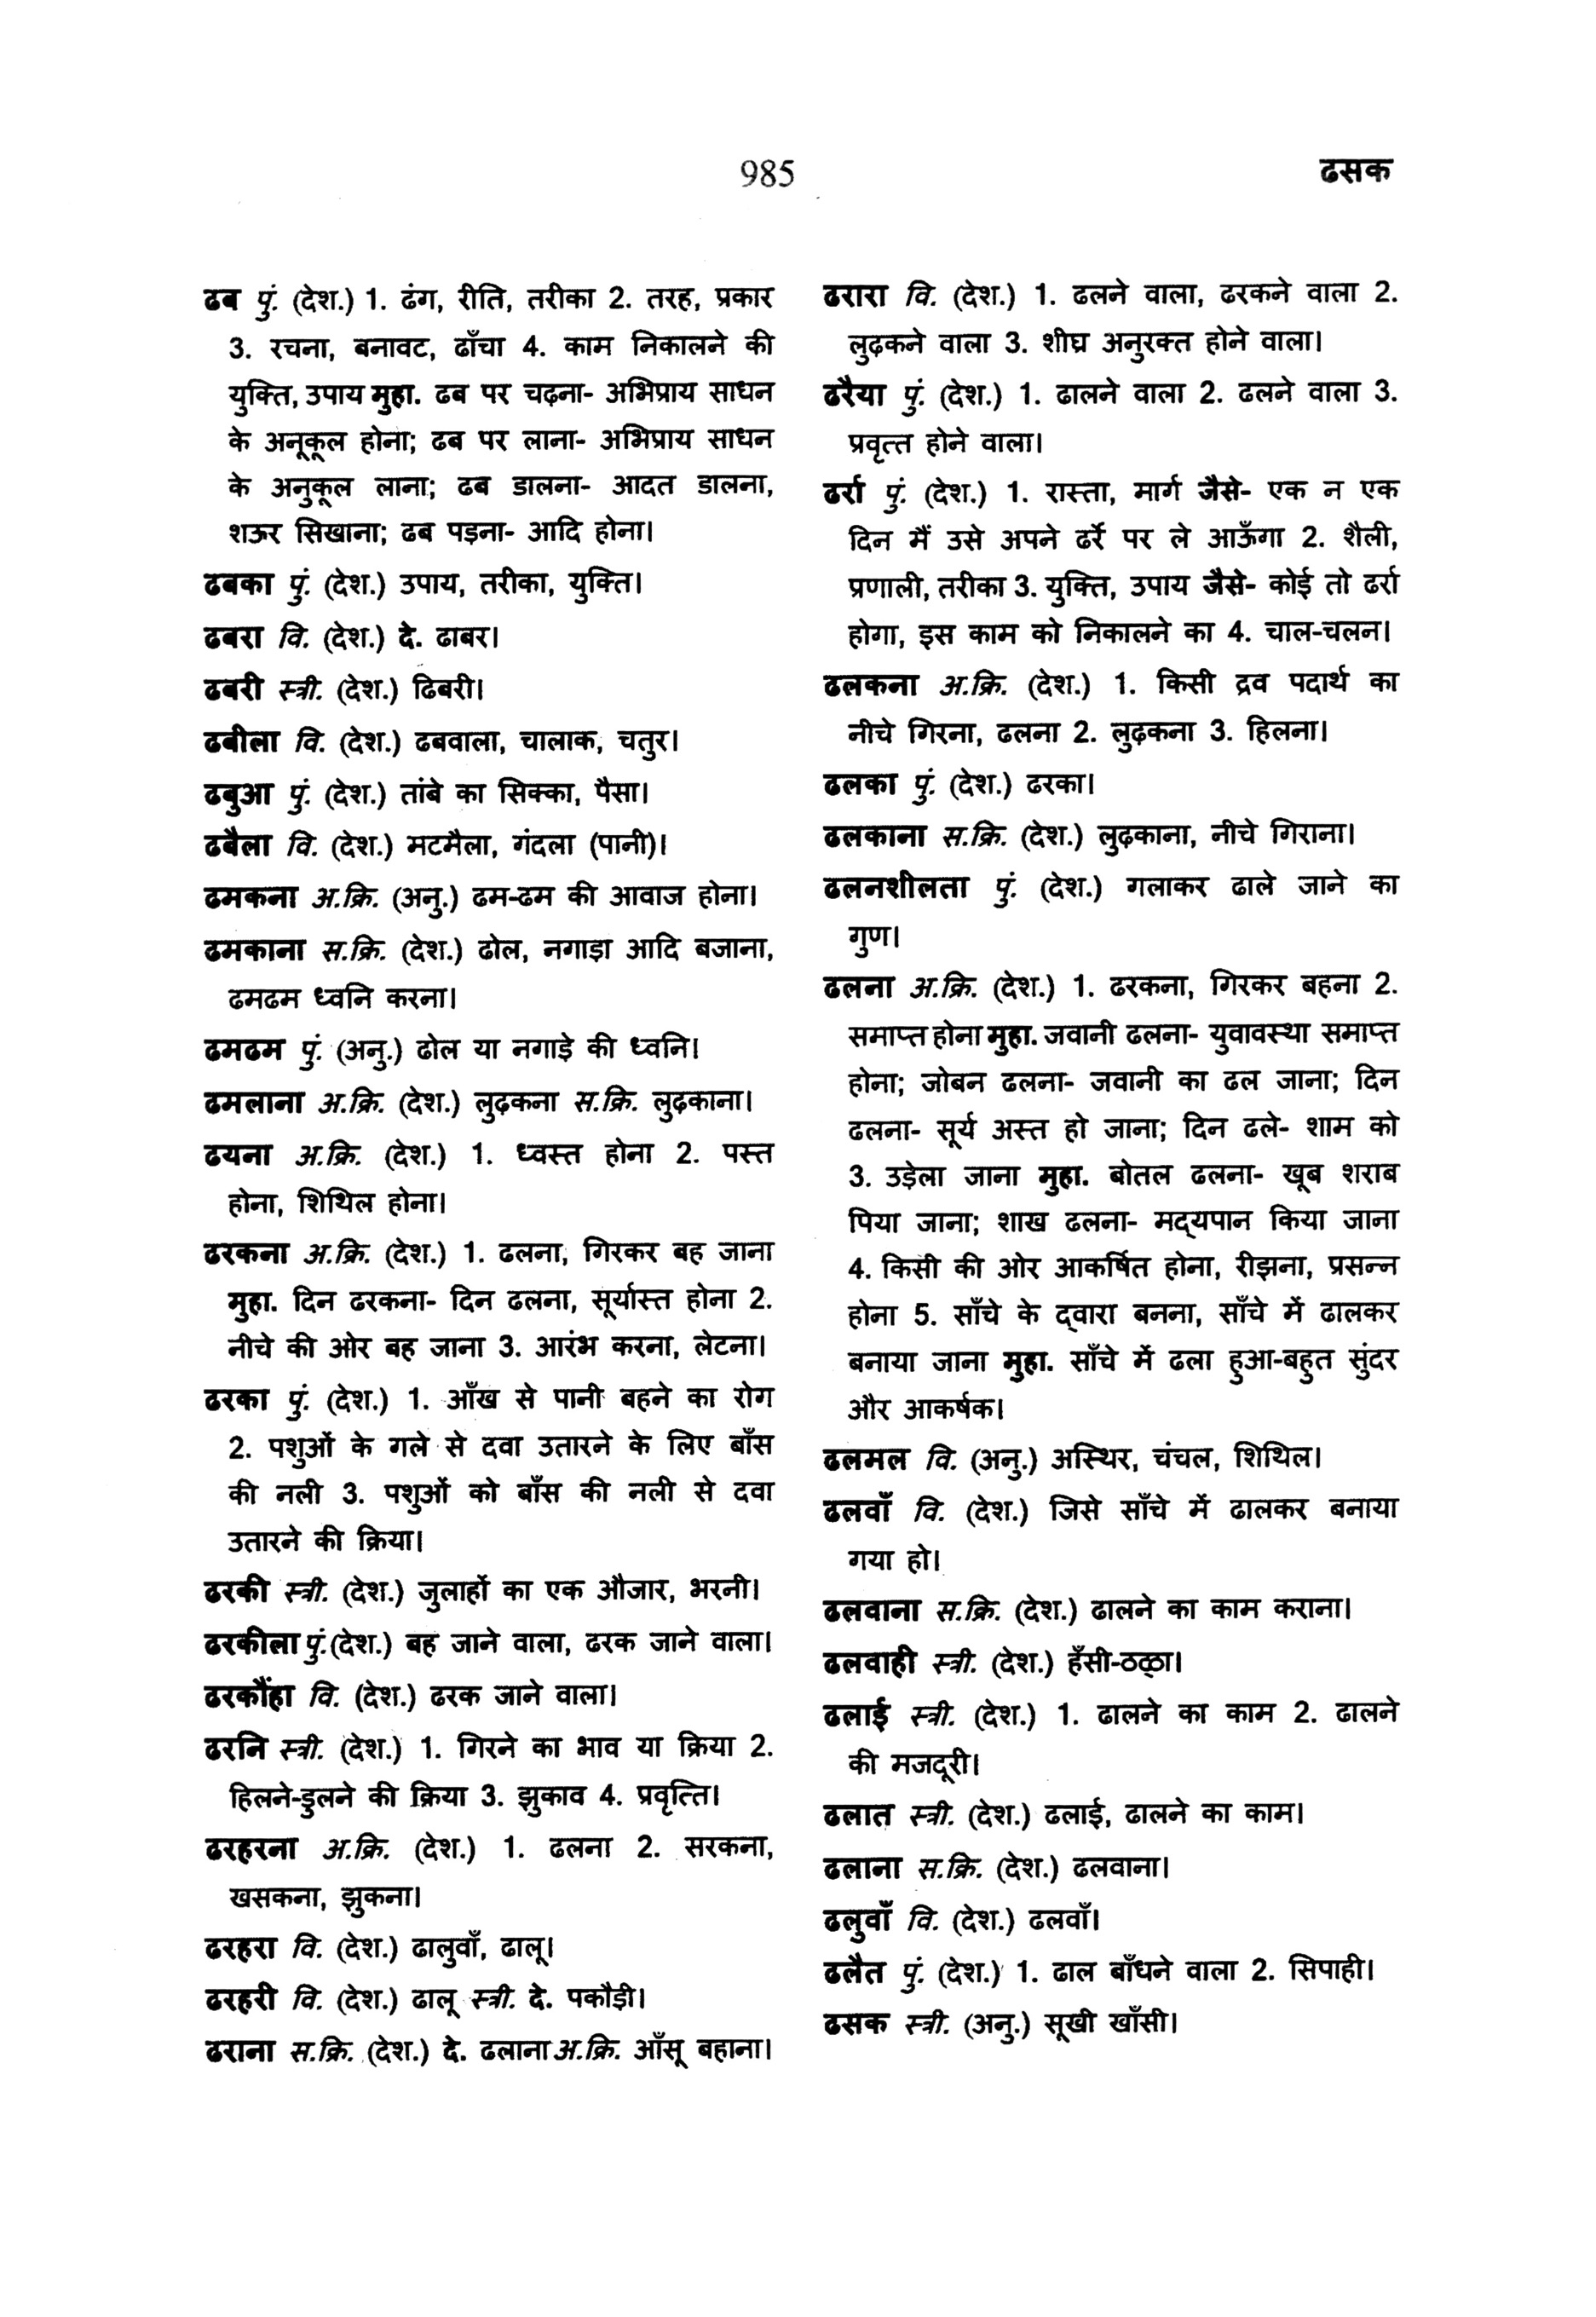 985
ढसक
ढब पुं. (देश.) 1. ढंग, रीति, तरीका 2. तरह, प्रकार
3. रचना, बनावट, ढाँचा 4. काम निकालने की
युक्ति, उपाय मुहा. ढब पर चढ़ना- अभिप्राय साधन
के अनूकूल होना; ढब पर लाना- अभिप्राय साधन
के अनुकूल लाना; ढब डालना- आदत डालना,
शऊर सिखाना; ढब पड़ना- आदि होना।
ढबका पुं. (देश.) उपाय, तरीका, युक्ति।
ढबरा वि. (देश.) दे. ढाबर।
ढबरी स्त्री. (देश.) ढिबरी।
ढबीला वि. (देश.) ढबवाला, चालाक, चतुर।
ढबुआ पुं. (देश.) तांबे का सिक्का, पैसा।
ढबैला वि. (देश.) मटमैला, गंदला (पानी)।
ढमकना अ.क्रि. (अनु.) ढम-ढम की आवाज होना।
ढमकाना स.क्रि. (देश.) ढोल, नगाड़ा आदि बजाना,
ढमढम ध्वनि करना।
ढमढम पुं. (अनु.) ढोल या नगाड़े की ध्वनि।
ढमलाना अ.क्रि. (देश.) लुढ़कना स.क्रि. लुढ़काना।
ढयना अ.क्रि. (देश.) 1. ध्वस्त होना 2. पस्त
होना, शिथिल होना।
ढरकना अ.क्रि. (देश.) 1. ढलना, गिरकर बह जाना
मुहा. दिन ढरकना- दिन ढलना, सूर्यास्त होना 2.
नीचे की ओर बह जाना 3. आरंभ करना, लेटना।
ढरका पुं. (देश.) 1. आँख से पानी बहने का रोग
2. पशुओं के गले से दवा उतारने के लिए बाँस
की नली 3. पशुओं को बाँस की नली से दवा
उतारने की क्रिया।
ढरकी स्त्री. (देश.) जुलाहों का एक औजार, भरनी।
ढरकीला पुं.(देश.) बह जाने वाला, ढरक जाने वाला।
ढरकौंहा वि. (देश.) ढरक जाने वाला।
ढरनि स्त्री. (देश.) 1. गिरने का भाव या क्रिया 2.
हिलने-डुलने की क्रिया 3. झुकाव 4. प्रवृत्ति।
ढरहरना अ.क्रि. (देश.) 1. ढलना 2. सरकना,
खसकना, झुकना।
ढरहरा वि. (देश.) ढालुवाँ, ढालू।
ढरहरी वि. (देश.) ढालू स्त्री. दे. पकौड़ी।
ढराना स.क्रि. (देश.) दे. ढलाना अ.क्रि. आँसू बहाना।
ढरारा वि. (देश.) 1. ढलने वाला, ढरकने वाला 2.
लुढ़कने वाला 3. शीघ्र अनुरक्त होने वाला।
ढरैया पुं. (देश.) 1. ढालने वाला 2. ढलने वाला 3.
प्रवृत्त होने वाला।
ढर्रा पुं. (देश.) 1. रास्ता, मार्ग जैसे- एक न एक
दिन मैं उसे अपने ढर्रे पर ले आऊँगा 2. शैली,
प्रणाली, तरीका 3. युक्ति, उपाय जैसे- कोई तो ढर्रा
होगा, इस काम को निकालने का 4. चाल-चलन।
ढलकना अ.क्रि. (देश.) 1. किसी द्रव पदार्थ का
नीचे गिरना, ढलना 2. लुढ़कना 3. हिलना।
ढलका पुं. (देश.) ढरका।
ढलकाना स.क्रि. (देश.) लुढ़काना, नीचे गिराना।
ढलनशीलता पुं. (देश.) गलाकर ढाले जाने का
गुण।
ढलना अ.क्रि. (देश.) 1. ढरकना, गिरकर बहना 2.
समाप्त होना मुहा. जवानी ढलना- युवावस्था समाप्त
होना; जोबन ढलना- जवानी का ढल जाना; दिन
ढलना- सूर्य अस्त हो जाना; दिन ढले- शाम को
3. उड़ेला जाना मुहा. बोतल ढलना- खूब शराब
पिया जाना; शाख ढलना- मद्‌यपान किया जाना
4. किसी की ओर आकर्षित होना, रीझना, प्रसन्न
होना 5. साँचे के द्‌वारा बनना, साँचे में ढालकर
बनाया जाना मुहा. साँचे में ढला हुआ-बहुत सुंदर
और आकर्षक।
ढलमल वि. (अनु.) अस्थिर, चंचल, शिथिल।
ढलवाँ वि. (देश.) जिसे साँचे में ढालकर बनाया
गया हो।
ढलवाना स.क्रि. (देश.) ढालने का काम कराना।
ढलवाही स्त्री. (देश.) हँसी-ठट्ठा।
ढलाई स्त्री. (देश.) 1. ढालने का काम 2. ढालने
की मजदूरी।
ढलात स्त्री. (देश.) ढलाई, ढालने का काम।
ढलाना स.क्रि. (देश.) ढलवाना।
ढलुवाँ वि. (देश.) ढलवाँ।
ढलैत पुं. (देश.) 1. ढाल बाँधने वाला 2. सिपाही।
ढसक स्त्री. (अनु.) सूखी खाँसी।